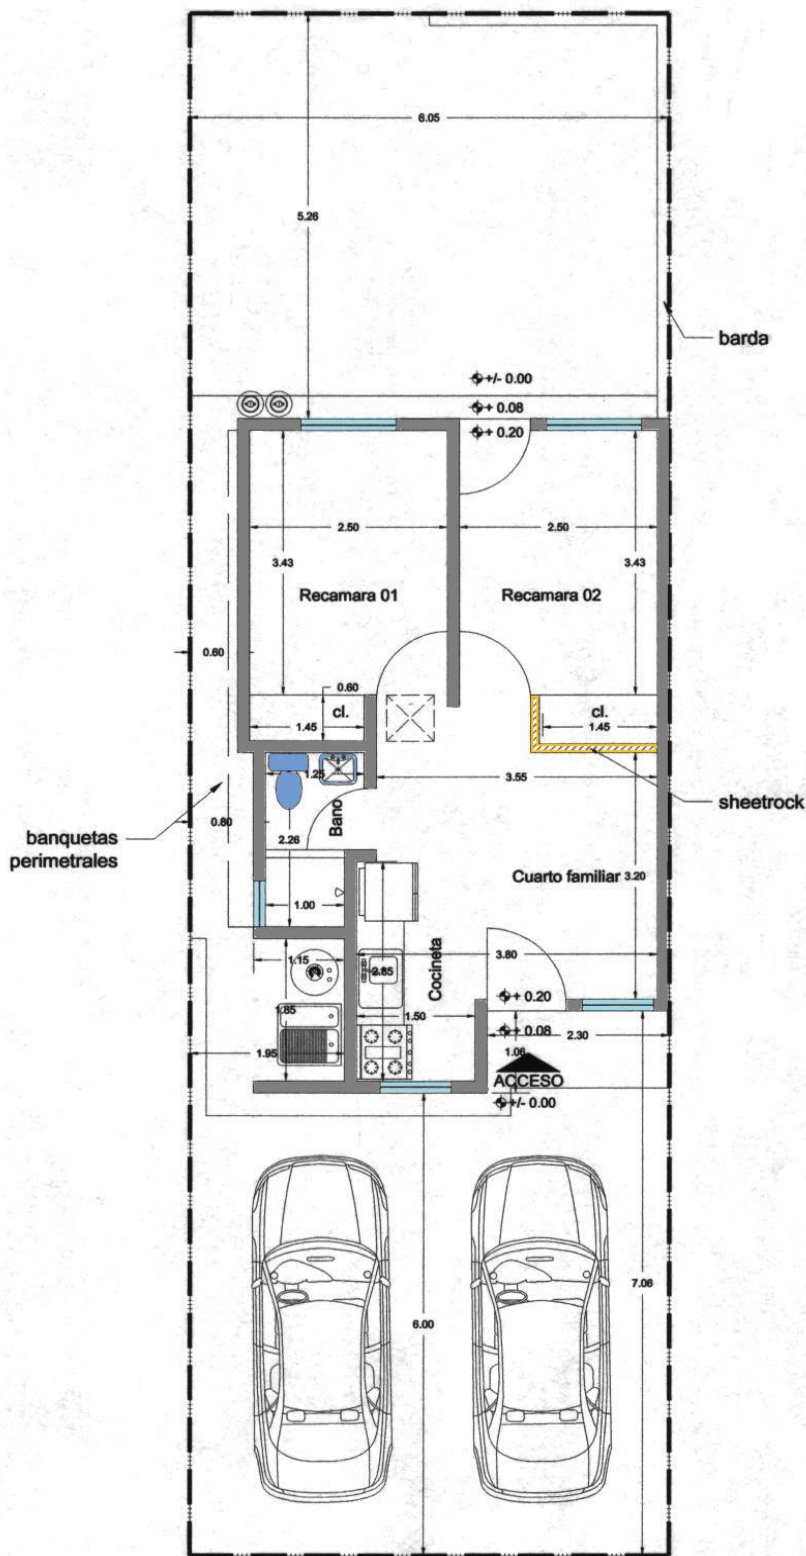 6.05
5.26
barda
+/- 0.00
+ 0.08
+ 0.20
2.50
2.50
3.43
3.43
Recamara 01
Recamara 02
0.60
0.60
cl.
cl.
1.45
1.45
1.25
3.55
sheetrock
Bano
banquetas
perimetrales
0.60
2.26
Cuarto familiar
3.20
1.00
Cocineta
3.80
1.15
2.85
+ 0.20
1.85
1.50
+ 0.08
2.30
1.95
1.06
ACCESO
+/- 0.00
7.06
6.00